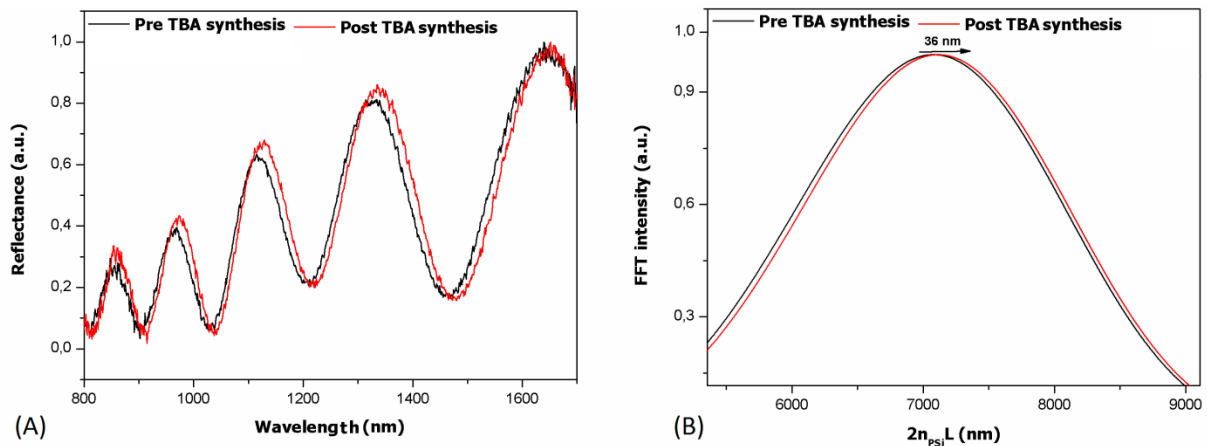 Pre TBA synthesis Post TBA synthesis
1,0
0,8
0,6
0,4
0,2
0,0
Reflectance (a.u.)
800 1000 1200 1400 1600
Wavelength (nm)
(A)
Pre TBA synthesis Post TBA synthesis
36 nm
1,0
0,9
0,6
0,3
FFT intensity (a.u.)
6000 7000 8000 9000
2n_PSi L (nm)
(B)